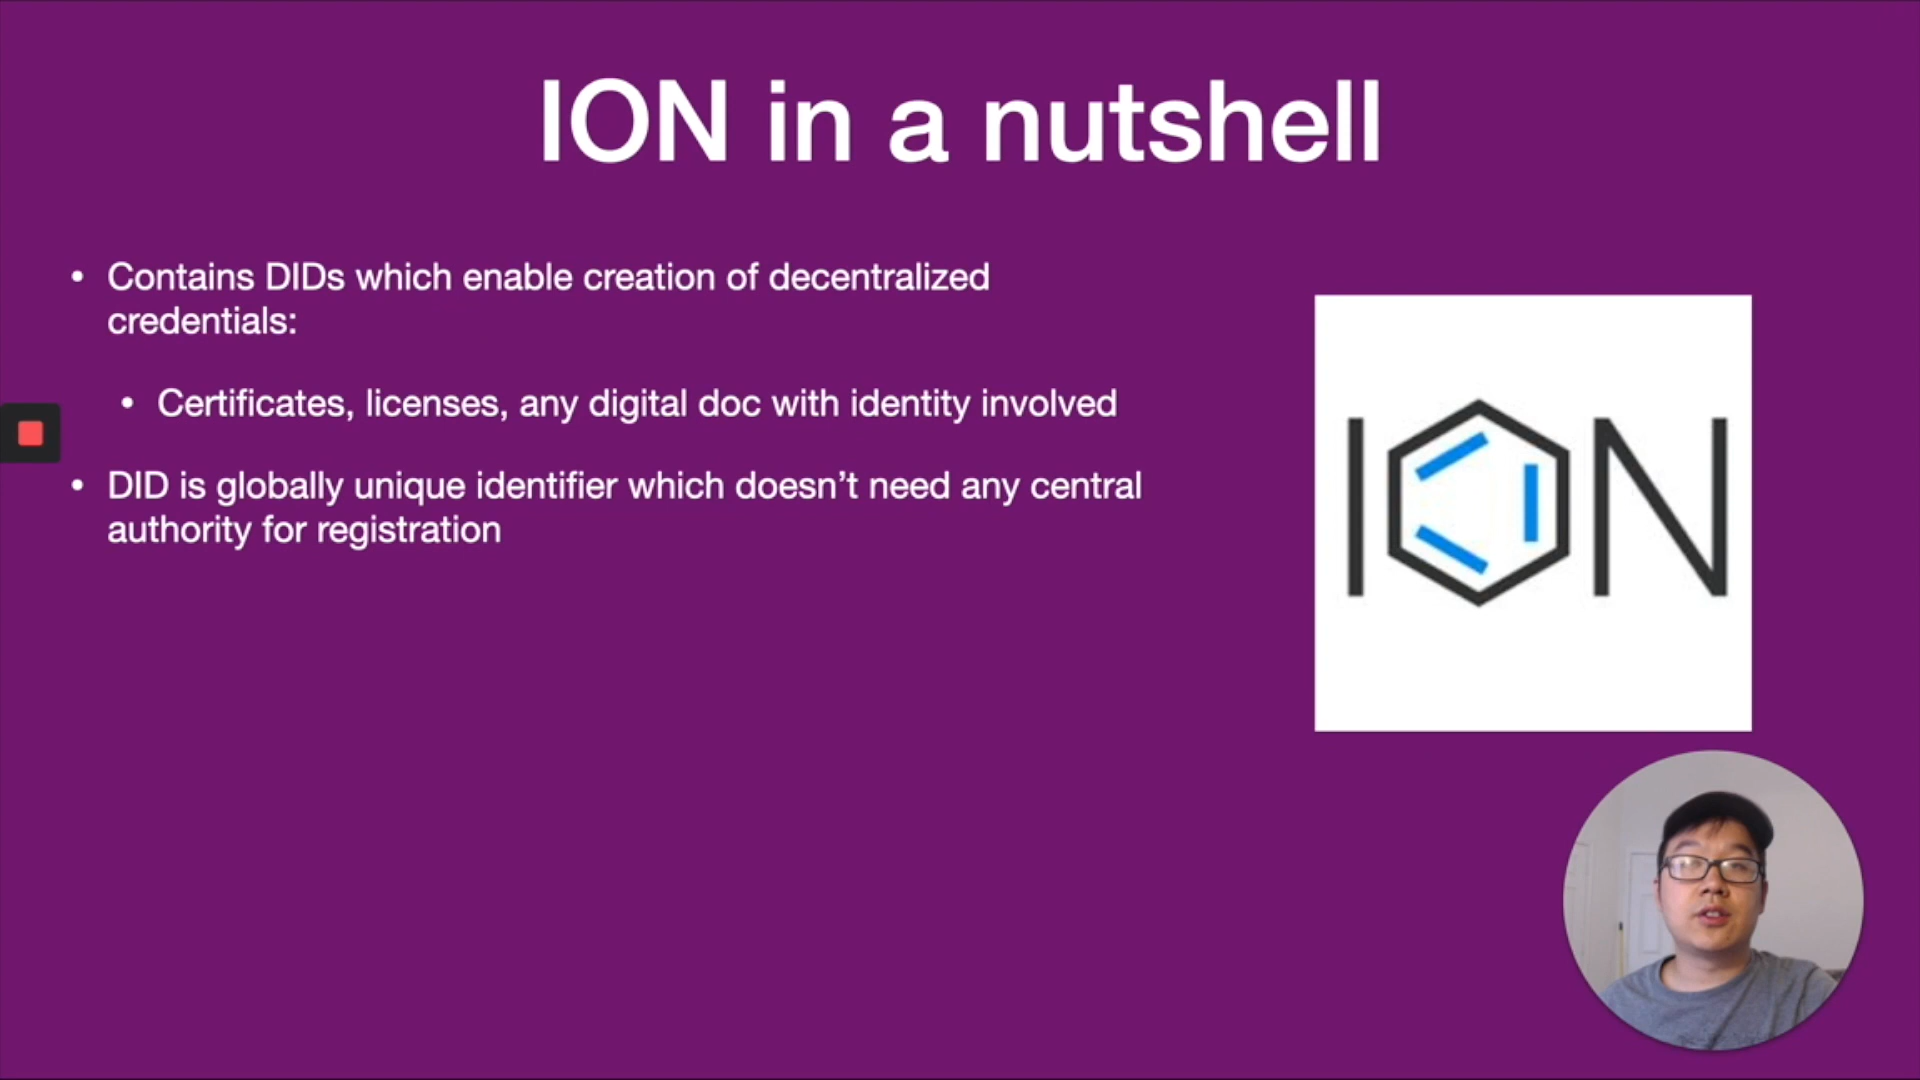 ION in a nutshell
• Contains DIDs which enable creation of decentralized
credentials:
• Certificates, licenses, any digital doc with identity involved
• DID is globally unique identifier which doesn’t need any central
authority for registration
ION